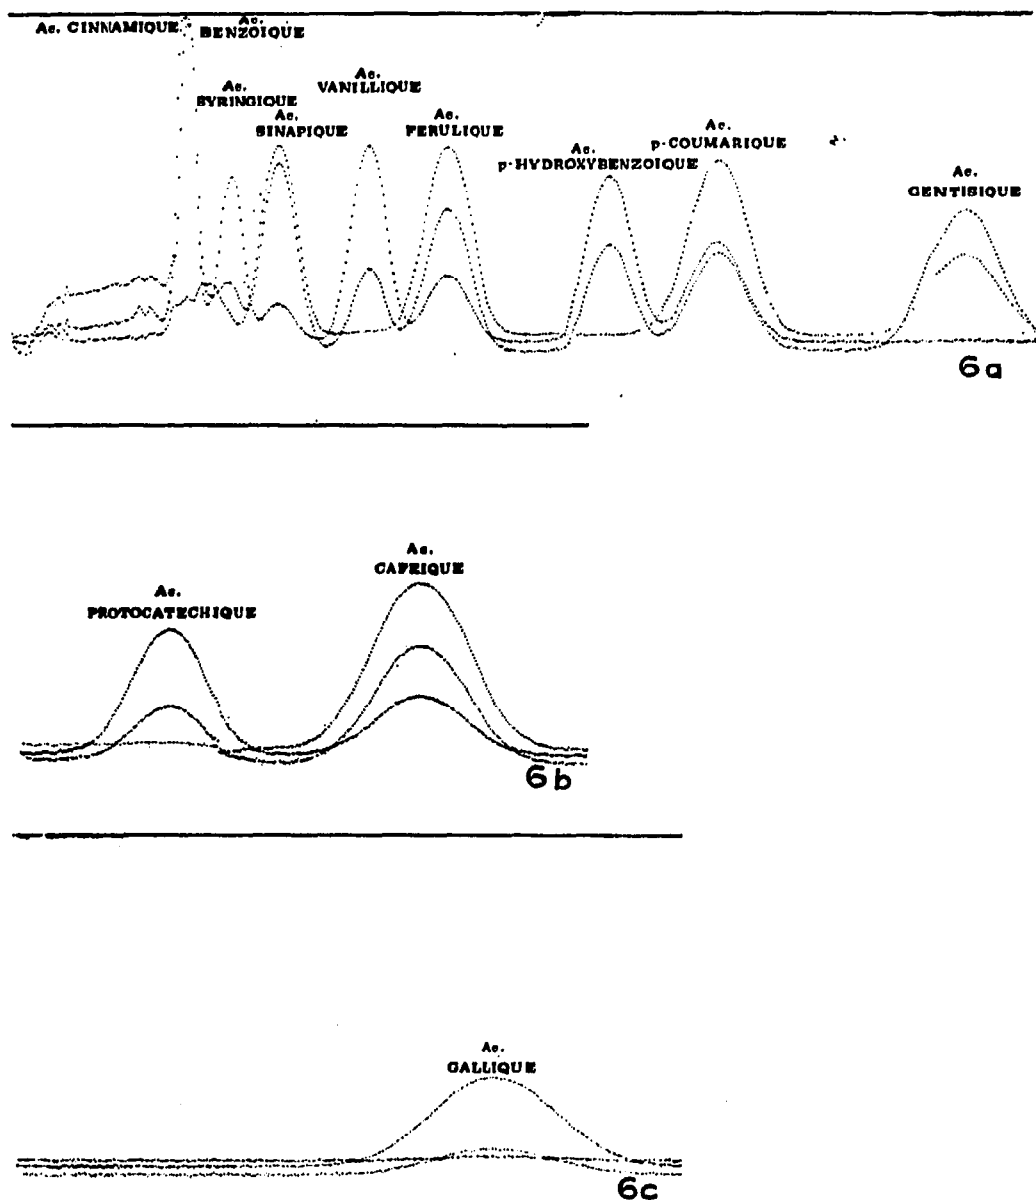 Ac. CINNAMIQUE
Ac.
BENZOIQUE
Ac.
SYRINGIQUE
Ac.
SINAPIQUE
Ac.
VANILLIQUE
Ac.
FERULIQUE
Ac.
p-HYDROXYBENZOIQUE
Ac.
p-COUMARIQUE
Ac.
GENTISIQUE
6a
Ac.
PROTOCATECHIQUE
Ac.
CAFEIQUE
6b
Ac.
GALLIQUE
6c